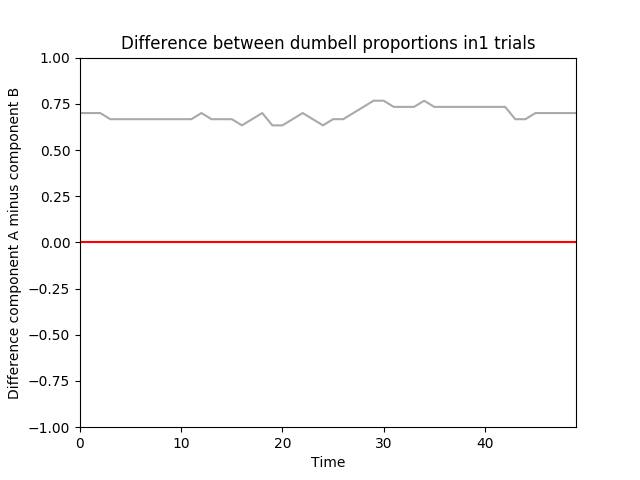 Difference between dumbell proportions in1 trials
1.00
0.75
0.50
0.25
0.00
−0.25
−0.50
−0.75
−1.00
Difference component A minus component B
0 10 20 30 40
Time